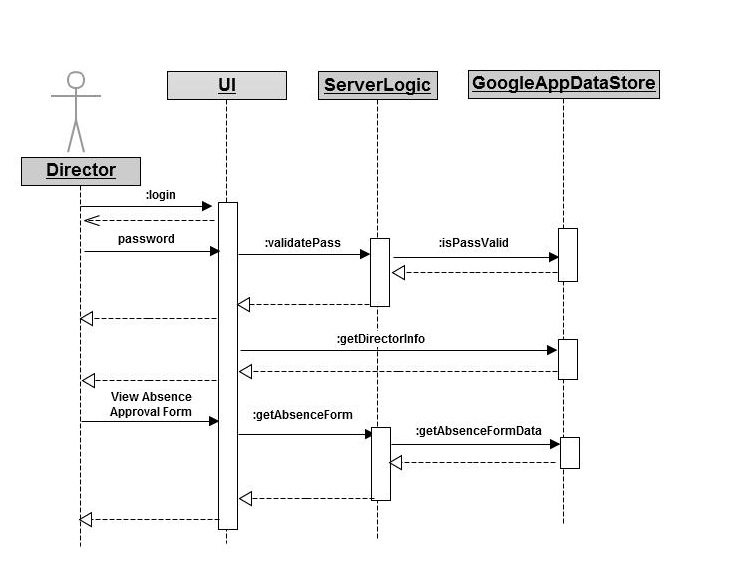 UI
ServerLogic
GoogleAppDataStore
Director
:login
password
:validatePass
:isPassValid
:getDirectorInfo
View Absence
Approval Form
:getAbsenceForm
:getAbsenceFormData